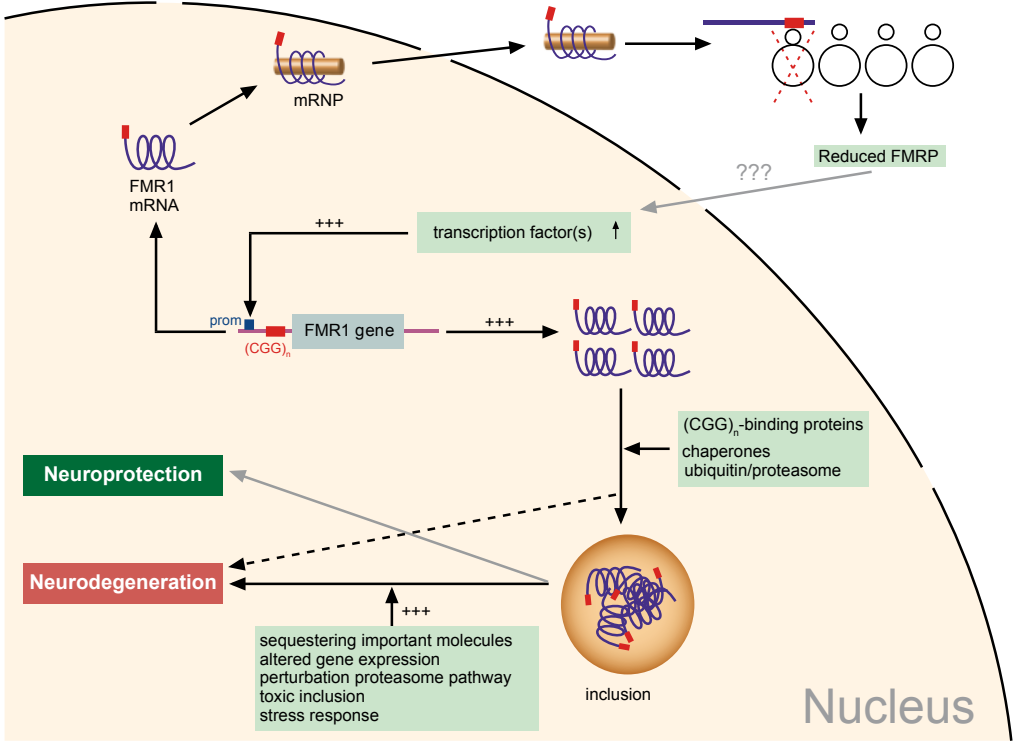 mRNP
FMR1
mRNA
Reduced FMRP
???
+++
transcription factor(s)
prom
(CGG)n
FMR1 gene
+++
(CGG)n-binding proteins
chaperones
ubiquitin/proteasome
Neuroprotection
Neurodegeneration
+++
sequestering important molecules
altered gene expression
perturbation proteasome pathway
toxic inclusion
stress response
inclusion
Nucleus